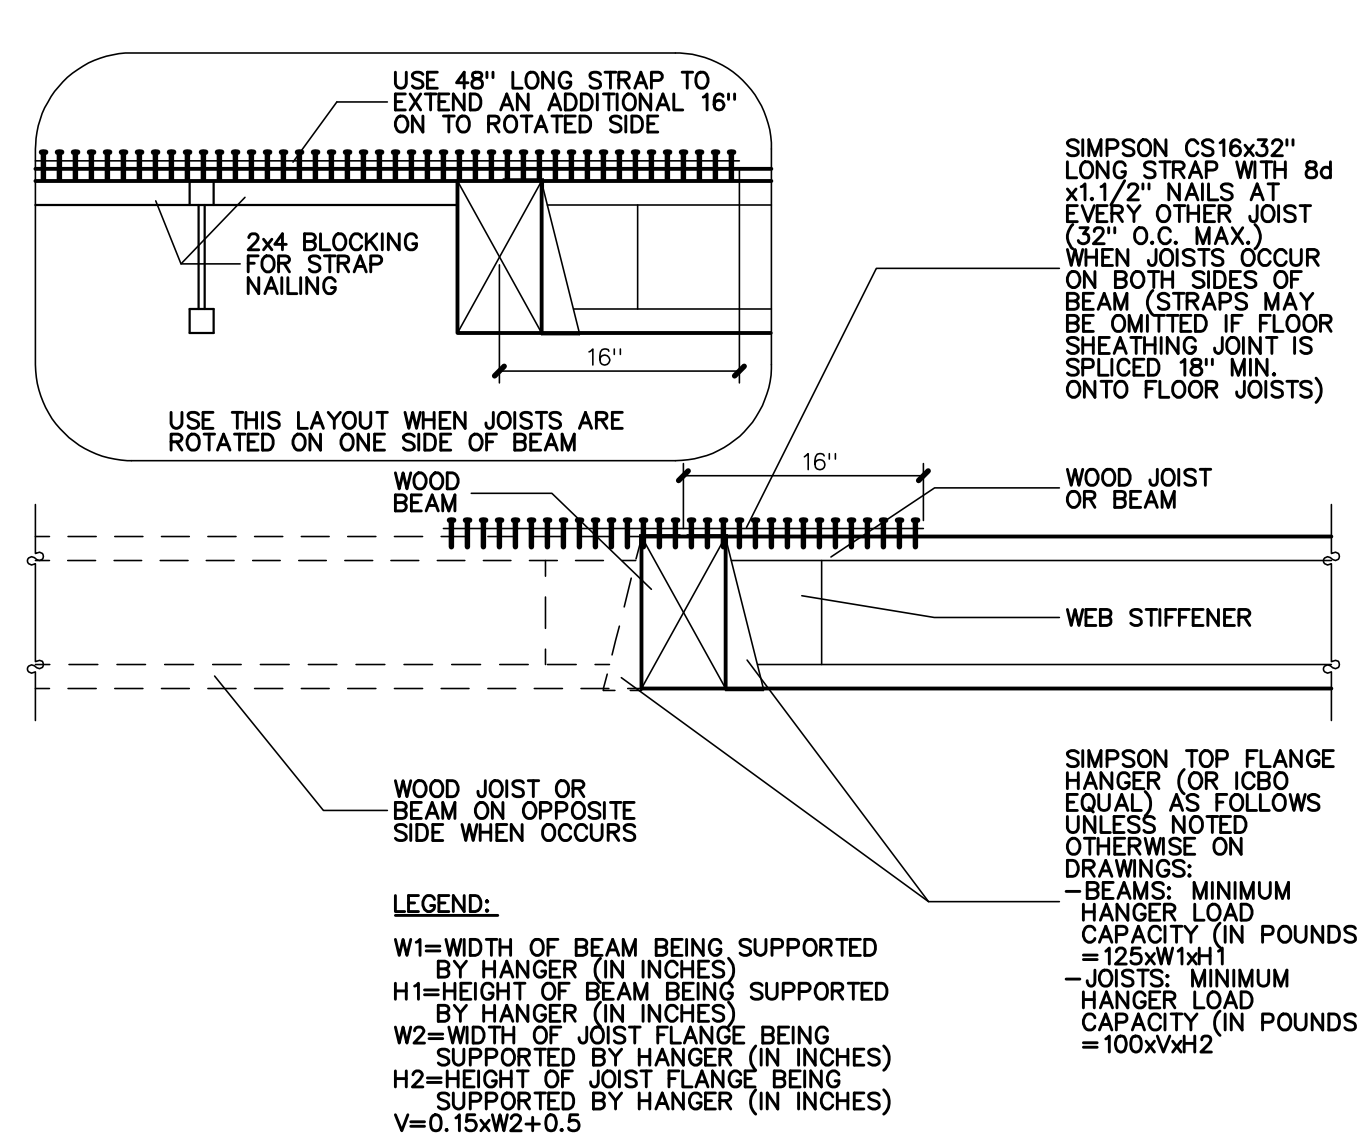 USE 48" LONG STRAP TO
EXTEND AN ADDITIONAL 16"
ON TO ROTATED SIDE
2x4 BLOCKING
FOR STRAP
NAILING
16"
USE THIS LAYOUT WHEN JOISTS ARE
ROTATED ON ONE SIDE OF BEAM
SIMPSON CS16x32"
LONG STRAP WITH 8d
x1.1/2" NAILS AT
EVERY OTHER JOIST
(32" O.C. MAX.)
WHEN JOISTS OCCUR
ON BOTH SIDES OF
BEAM (STRAPS MAY
BE OMITTED IF FLOOR
SHEATHING JOINT IS
SPLICED 18" MIN.
ONTO FLOOR JOISTS)
WOOD
BEAM
16"
WOOD JOIST
OR BEAM
WEB STIFFENER
WOOD JOIST OR
BEAM ON OPPOSITE
SIDE WHEN OCCURS
SIMPSON TOP FLANGE
HANGER (OR ICBO
EQUAL) AS FOLLOWS
UNLESS NOTED
OTHERWISE ON
DRAWINGS:
-BEAMS: MINIMUM
HANGER LOAD
CAPACITY (IN POUNDS
=125xW1xH1
-JOISTS: MINIMUM
HANGER LOAD
CAPACITY (IN POUNDS
=100xVxH2
LEGEND:
W1=WIDTH OF BEAM BEING SUPPORTED
BY HANGER (IN INCHES)
H1=HEIGHT OF BEAM BEING SUPPORTED
BY HANGER (IN INCHES)
W2=WIDTH OF JOIST FLANGE BEING
SUPPORTED BY HANGER (IN INCHES)
H2=HEIGHT OF JOIST FLANGE BEING
SUPPORTED BY HANGER (IN INCHES)
V=0.15xW2+0.5